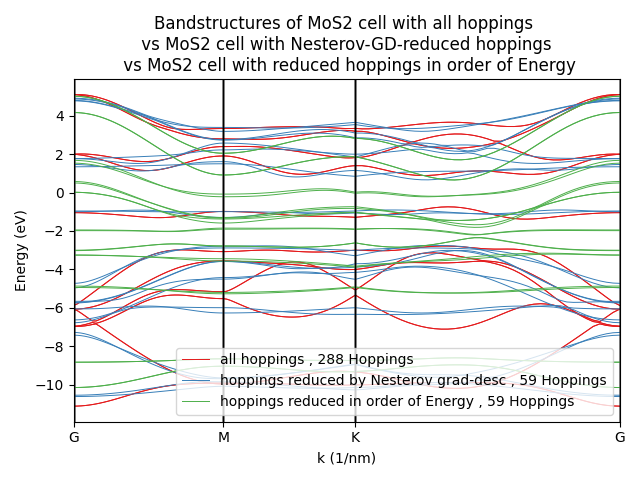 Bandstructures of MoS2 cell with all hoppings
vs MoS2 cell with Nesterov-GD-reduced hoppings
vs MoS2 cell with reduced hoppings in order of Energy
Energy (eV)
4
2
0
−2
−4
−6
−8
−10
all hoppings , 288 Hoppings
hoppings reduced by Nesterov grad-desc , 59 Hoppings
hoppings reduced in order of Energy , 59 Hoppings
G M K G
k (1/nm)